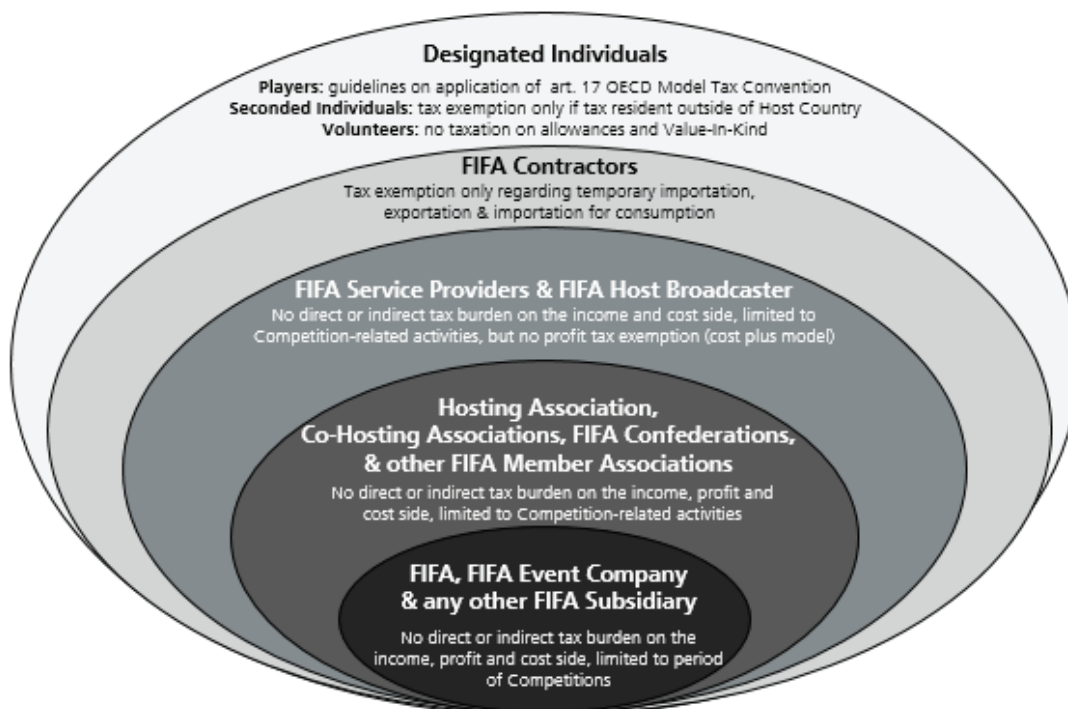 Designated Individuals
Players: guidelines on application of art. 17 OECD Model Tax Convention
Seconded Individuals: tax exemption only if tax resident outside of Host Country
Volunteers: no taxation on allowances and Value-In-Kind
FIFA Contractors
Tax exemption only regarding temporary importation,
exportation & importation for consumption
FIFA Service Providers & FIFA Host Broadcaster
No direct or indirect tax burden on the income and cost side, limited to
Competition-related activities, but no profit tax exemption (cost plus model)
Hosting Association,
Co-Hosting Associations, FIFA Confederations,
& other FIFA Member Associations
No direct or indirect tax burden on the income, profit and
cost side, limited to Competition-related activities
FIFA, FIFA Event Company
& any other FIFA Subsidiary
No direct or indirect tax burden on the
income, profit and cost side, limited to period
of Competitions